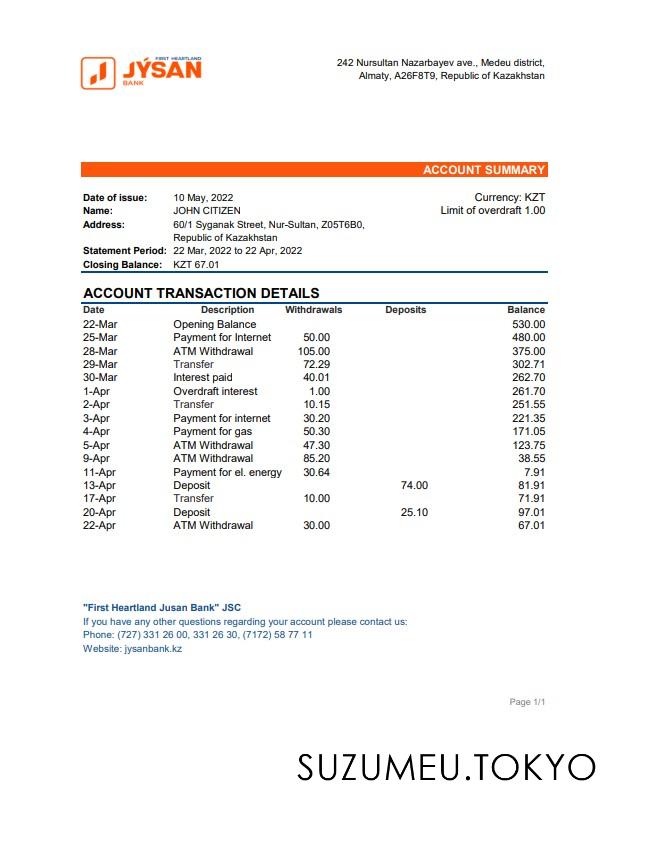 FIRST HEARTLAND
JÝSAN
BANK
242 Nursultan Nazarbayev ave., Medeu district,
Almaty, A26F8T9, Republic of Kazakhstan
ACCOUNT SUMMARY
Date of issue: 10 May, 2022 Currency: KZT
Name: JOHN CITIZEN Limit of overdraft 1.00
Address: 60/1 Syganak Street, Nur-Sultan, Z05T6B0,
Republic of Kazakhstan
Statement Period: 22 Mar, 2022 to 22 Apr, 2022
Closing Balance: KZT 67.01
ACCOUNT TRANSACTION DETAILS
Date Description Withdrawals Deposits Balance
22-Mar Opening Balance 530.00
25-Mar Payment for Internet 50.00 480.00
28-Mar ATM Withdrawal 105.00 375.00
29-Mar Transfer 72.29 302.71
30-Mar Interest paid 40.01 262.70
1-Apr Overdraft interest 1.00 261.70
2-Apr Transfer 10.15 251.55
3-Apr Payment for internet 30.20 221.35
4-Apr Payment for gas 50.30 171.05
5-Apr ATM Withdrawal 47.30 123.75
9-Apr ATM Withdrawal 85.20 38.55
11-Apr Payment for el. energy 30.64 7.91
13-Apr Deposit 74.00 81.91
17-Apr Transfer 10.00 71.91
20-Apr Deposit 25.10 97.01
22-Apr ATM Withdrawal 30.00 67.01
"First Heartland Jusan Bank" JSC
If you have any other questions regarding your account please contact us:
Phone: (727) 331 26 00, 331 26 30, (7172) 58 77 11
Website: jysanbank.kz
Page 1/1
SUZUMEU.TOKYO